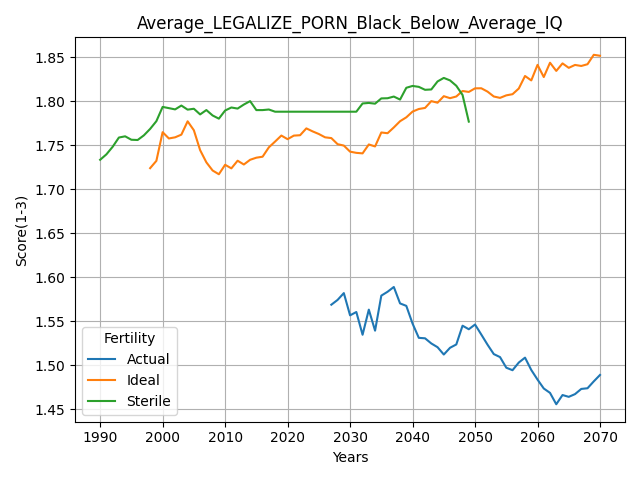 Average_LEGALIZE_PORN_Black_Below_Average_IQ
Score(1-3)
1.85
1.80
1.75
1.70
1.65
1.60
1.55
1.50
1.45
Fertility
Actual
Ideal
Sterile
1990 2000 2010 2020 2030 2040 2050 2060 2070
Years